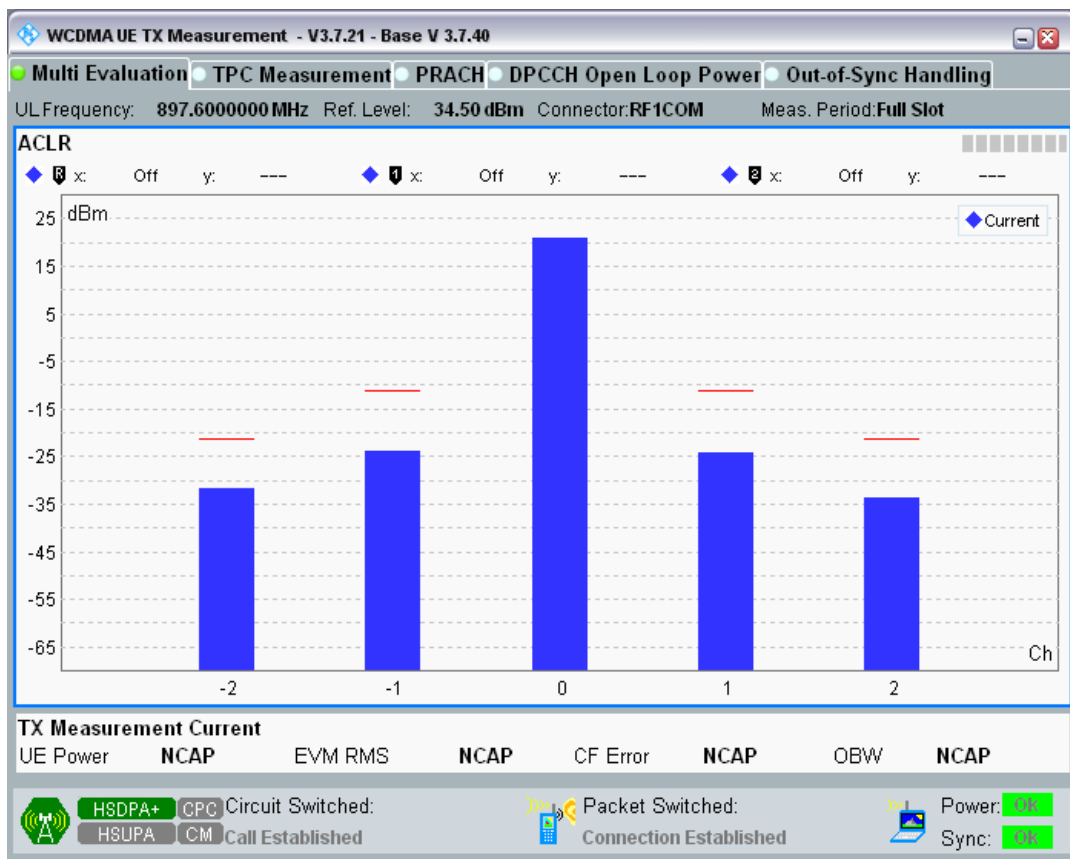 WCDMA UE TX Measurement - V3.7.21 - Base V 3.7.40
Multi Evaluation TPC Measurement PRACH DPCCH Open Loop Power Out-of-Sync Handling
UL Frequency: 897.6000000 MHz Ref. Level: 34.50 dBm Connector:RF1COM Meas. Period:Full Slot
ACLR
R x: Off y: --- 1 x: Off y: --- 2 x: Off y: ---
dBm
Current
25
15
5
-5
-15
-25
-35
-45
-55
-65
Ch
-2 -1 0 1 2
TX Measurement Current
UE Power NCAP EVM RMS NCAP CF Error NCAP OBW NCAP
HSDPA+ CPC Circuit Switched: Packet Switched: Power: OK
HSUPA CM Call Established Connection Established Sync: OK